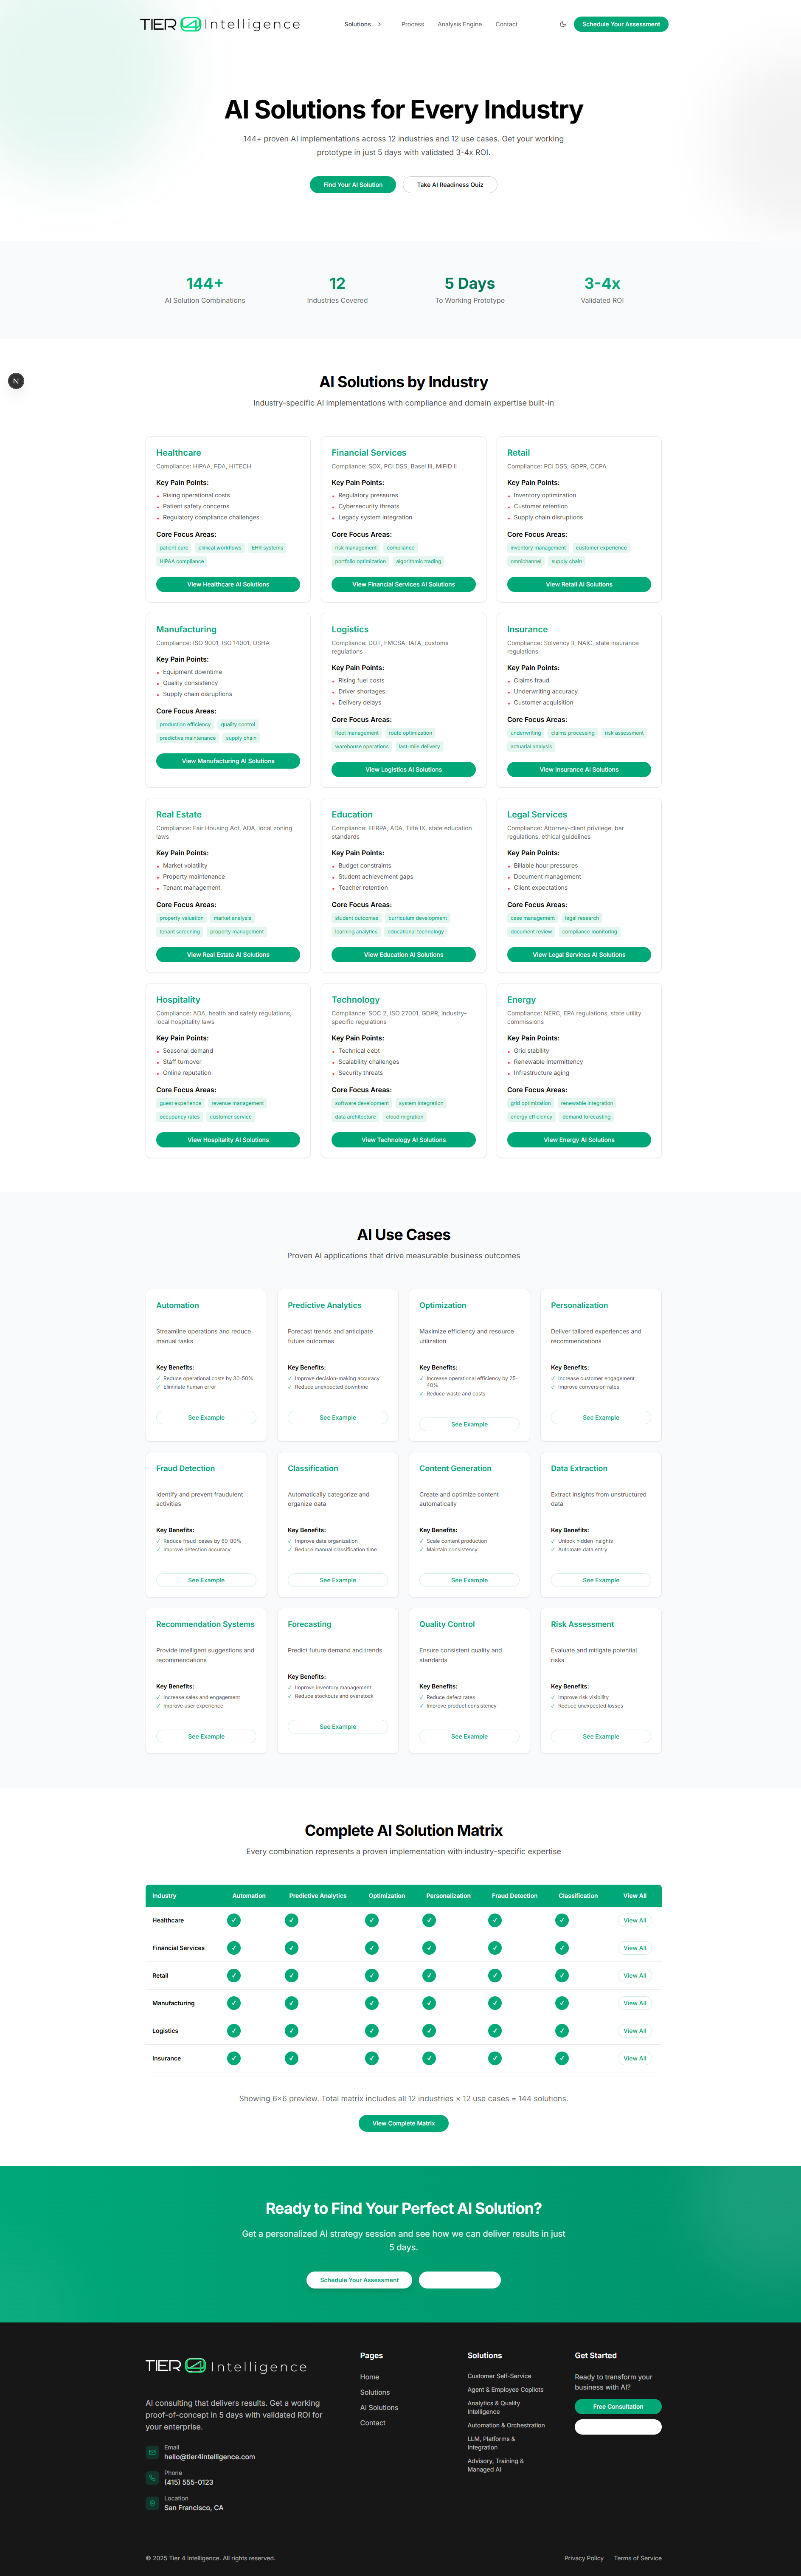 TIER 4 Intelligence
Solutions
Process
Analysis Engine
Contact
Schedule Your Assessment
AI Solutions for Every Industry
144+ proven AI implementations across 12 industries and 12 use cases. Get your working
prototype in just 5 days with validated 3-4x ROI.
Find Your AI Solution
Take AI Readiness Quiz
144+
AI Solution Combinations
12
Industries Covered
5 Days
To Working Prototype
3-4x
Validated ROI
N
AI Solutions by Industry
Industry-specific AI implementations with compliance and domain expertise built-in
Healthcare
Compliance: HIPAA, FDA, HITECH
Key Pain Points:
Rising operational costs
Patient safety concerns
Regulatory compliance challenges
Core Focus Areas:
patient care
clinical workflows
EHR systems
HIPAA compliance
View Healthcare AI Solutions
Financial Services
Compliance: SOX, PCI DSS, Basel III, MiFID II
Key Pain Points:
Regulatory pressures
Cybersecurity threats
Legacy system integration
Core Focus Areas:
risk management
compliance
portfolio optimization
algorithmic trading
View Financial Services AI Solutions
Retail
Compliance: PCI DSS, GDPR, CCPA
Key Pain Points:
Inventory optimization
Customer retention
Supply chain disruptions
Core Focus Areas:
inventory management
customer experience
omnichannel
supply chain
View Retail AI Solutions
Manufacturing
Compliance: ISO 9001, ISO 14001, OSHA
Key Pain Points:
Equipment downtime
Quality consistency
Supply chain disruptions
Core Focus Areas:
production efficiency
quality control
predictive maintenance
supply chain
View Manufacturing AI Solutions
Logistics
Compliance: DOT, FMCSA, IATA, customs
regulations
Key Pain Points:
Rising fuel costs
Driver shortages
Delivery delays
Core Focus Areas:
fleet management
route optimization
warehouse operations
last-mile delivery
View Logistics AI Solutions
Insurance
Compliance: Solvency II, NAIC, state insurance
regulations
Key Pain Points:
Claims fraud
Underwriting accuracy
Customer acquisition
Core Focus Areas:
underwriting
claims processing
risk assessment
actuarial analysis
View Insurance AI Solutions
Real Estate
Compliance: Fair Housing Act, ADA, local zoning
laws
Key Pain Points:
Market volatility
Property maintenance
Tenant management
Core Focus Areas:
property valuation
market analysis
tenant screening
property management
View Real Estate AI Solutions
Education
Compliance: FERPA, ADA, Title IX, state education
standards
Key Pain Points:
Budget constraints
Student achievement gaps
Teacher retention
Core Focus Areas:
student outcomes
curriculum development
learning analytics
educational technology
View Education AI Solutions
Legal Services
Compliance: Attorney-client privilege, bar
regulations, ethical guidelines
Key Pain Points:
Billable hour pressures
Document management
Client expectations
Core Focus Areas:
case management
legal research
document review
compliance monitoring
View Legal Services AI Solutions
Hospitality
Compliance: ADA, health and safety regulations,
local hospitality laws
Key Pain Points:
Seasonal demand
Staff turnover
Online reputation
Core Focus Areas:
guest experience
revenue management
occupancy rates
customer service
View Hospitality AI Solutions
Technology
Compliance: SOC 2, ISO 27001, GDPR, industry-
specific regulations
Key Pain Points:
Technical debt
Scalability challenges
Security threats
Core Focus Areas:
software development
system integration
data architecture
cloud migration
View Technology AI Solutions
Energy
Compliance: NERC, EPA regulations, state utility
commissions
Key Pain Points:
Grid stability
Renewable intermittency
Infrastructure aging
Core Focus Areas:
grid optimization
renewable integration
energy efficiency
demand forecasting
View Energy AI Solutions
AI Use Cases
Proven AI applications that drive measurable business outcomes
Automation
Streamline operations and reduce
manual tasks
Key Benefits:
✓ Reduce operational costs by 30-50%
✓ Eliminate human error
See Example
Predictive Analytics
Forecast trends and anticipate
future outcomes
Key Benefits:
✓ Improve decision-making accuracy
✓ Reduce unexpected downtime
See Example
Optimization
Maximize efficiency and resource
utilization
Key Benefits:
✓ Increase operational efficiency by 25-
40%
✓ Reduce waste and costs
See Example
Personalization
Deliver tailored experiences and
recommendations
Key Benefits:
✓ Increase customer engagement
✓ Improve conversion rates
See Example
Fraud Detection
Identify and prevent fraudulent
activities
Key Benefits:
✓ Reduce fraud losses by 60-80%
✓ Improve detection accuracy
See Example
Classification
Automatically categorize and
organize data
Key Benefits:
✓ Improve data organization
✓ Reduce manual classification time
See Example
Content Generation
Create and optimize content
automatically
Key Benefits:
✓ Scale content production
✓ Maintain consistency
See Example
Data Extraction
Extract insights from unstructured
data
Key Benefits:
✓ Unlock hidden insights
✓ Automate data entry
See Example
Recommendation Systems
Provide intelligent suggestions and
recommendations
Key Benefits:
✓ Increase sales and engagement
✓ Improve user experience
See Example
Forecasting
Predict future demand and trends
Key Benefits:
✓ Improve inventory management
✓ Reduce stockouts and overstock
See Example
Quality Control
Ensure consistent quality and
standards
Key Benefits:
✓ Reduce defect rates
✓ Improve product consistency
See Example
Risk Assessment
Evaluate and mitigate potential
risks
Key Benefits:
✓ Improve risk visibility
✓ Reduce unexpected losses
See Example
Complete AI Solution Matrix
Every combination represents a proven implementation with industry-specific expertise
Industry Automation Predictive Analytics Optimization Personalization Fraud Detection Classification View All
Healthcare ✓ ✓ ✓ ✓ ✓ ✓ View All
Financial Services ✓ ✓ ✓ ✓ ✓ ✓ View All
Retail ✓ ✓ ✓ ✓ ✓ ✓ View All
Manufacturing ✓ ✓ ✓ ✓ ✓ ✓ View All
Logistics ✓ ✓ ✓ ✓ ✓ ✓ View All
Insurance ✓ ✓ ✓ ✓ ✓ ✓ View All
Showing 6×6 preview. Total matrix includes all 12 industries × 12 use cases = 144 solutions.
View Complete Matrix
Ready to Find Your Perfect AI Solution?
Get a personalized AI strategy session and see how we can deliver results in just
5 days.
Schedule Your Assessment
TIER 4 Intelligence
AI consulting that delivers results. Get a working
proof-of-concept in 5 days with validated ROI for
your enterprise.
Email
hello@tier4intelligence.com
Phone
(415) 555-0123
Location
San Francisco, CA
Pages
Home
Solutions
AI Solutions
Contact
Solutions
Customer Self-Service
Agent & Employee Copilots
Analytics & Quality
Intelligence
Automation & Orchestration
LLM, Platforms &
Integration
Advisory, Training &
Managed AI
Get Started
Ready to transform your
business with AI?
Free Consultation
© 2025 Tier 4 Intelligence. All rights reserved.
Privacy Policy
Terms of Service